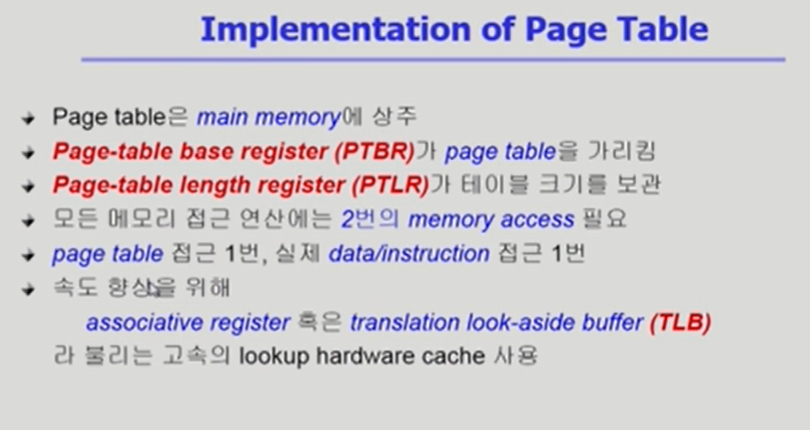 Implementation of Page Table
Page table은 main memory에 상주
Page-table base register (PTBR)가 page table을 가리킴
Page-table length register (PTLR)가 테이블 크기를 보관
모든 메모리 접근 연산에는 2번의 memory access 필요
page table 접근 1번, 실제 data/instruction 접근 1번
속도 향상을 위해
associative register 혹은 translation look-aside buffer (TLB)
라 불리는 고속의 lookup hardware cache 사용